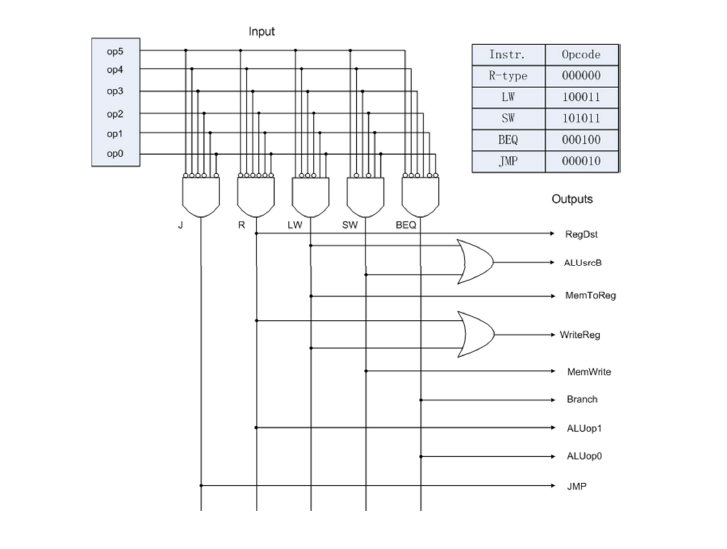 Input
op5
op4
op3
op2
op1
op0
Instr. Opcode
R-type 000000
LW 100011
SW 101011
BEQ 000100
JMP 000010
J R LW SW BEQ
Outputs
RegDst
ALUsrcB
MemToReg
WriteReg
MemWrite
Branch
ALUop1
ALUop0
JMP